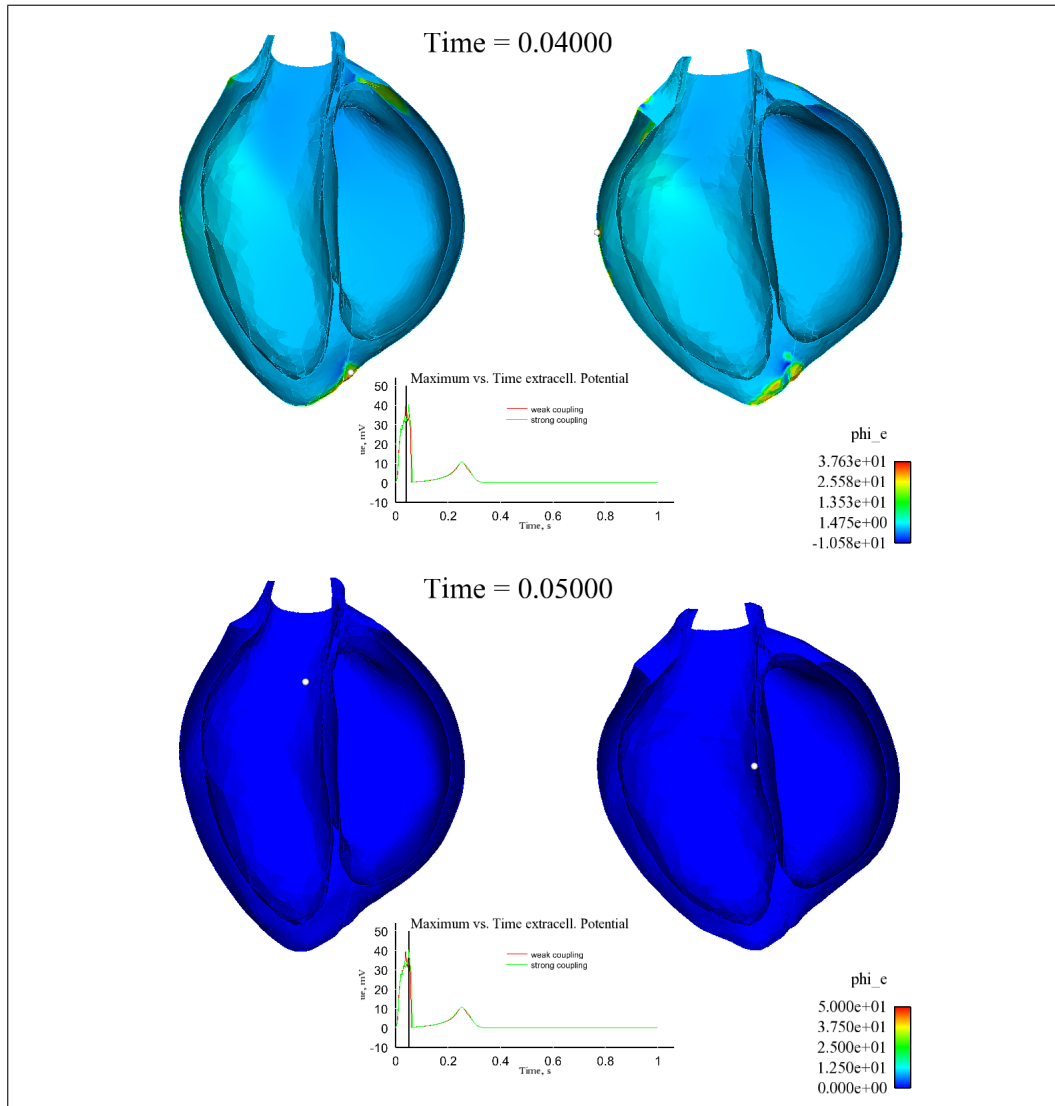 Time = 0.04000
Maximum vs. Time extracell. Potential
50
40
30
20
10
0
-10
ue, mV
weak coupling
strong coupling
0
0.2
0.4
0.6
0.8
1
Time, s
phi_e
3.763e+01
2.558e+01
1.353e+01
1.475e+00
-1.058e+01
Time = 0.05000
Maximum vs. Time extracell. Potential
50
40
30
20
10
0
-10
ue, mV
weak coupling
strong coupling
0
0.2
0.4
0.6
0.8
1
Time, s
phi_e
5.000e+01
3.750e+01
2.500e+01
1.250e+01
0.000e+00